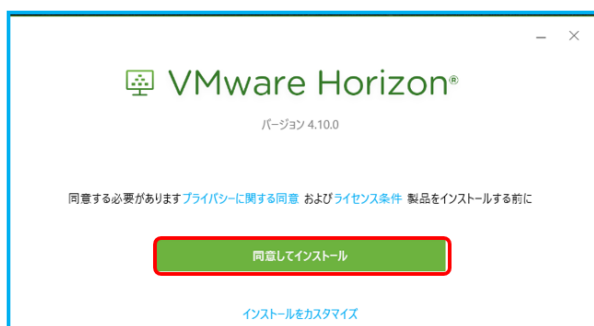 VMware Horizon®
バージョン 4.10.0
同意する必要がありますプライバシーに関する同意 およびライセンス条件 製品をインストールする前に
同意してインストール
インストールをカスタマイズ